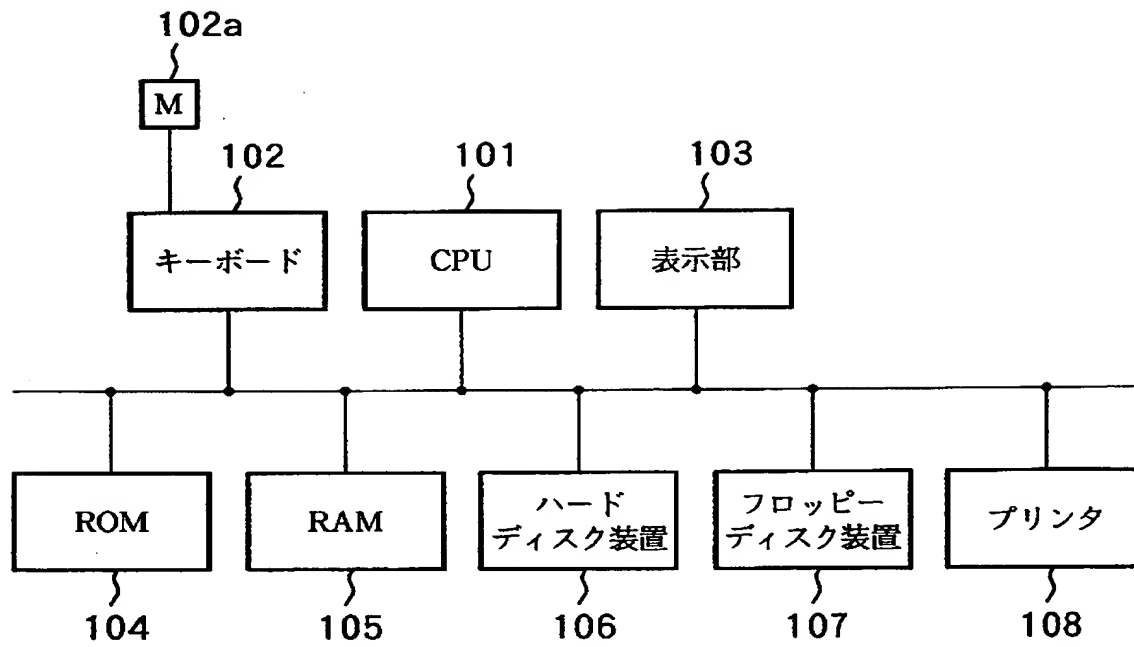 102a
M
102
101
103
キーボード
CPU
表示部
ROM
RAM
ハード
ディスク装置
フロッピー
ディスク装置
プリンタ
104
105
106
107
108